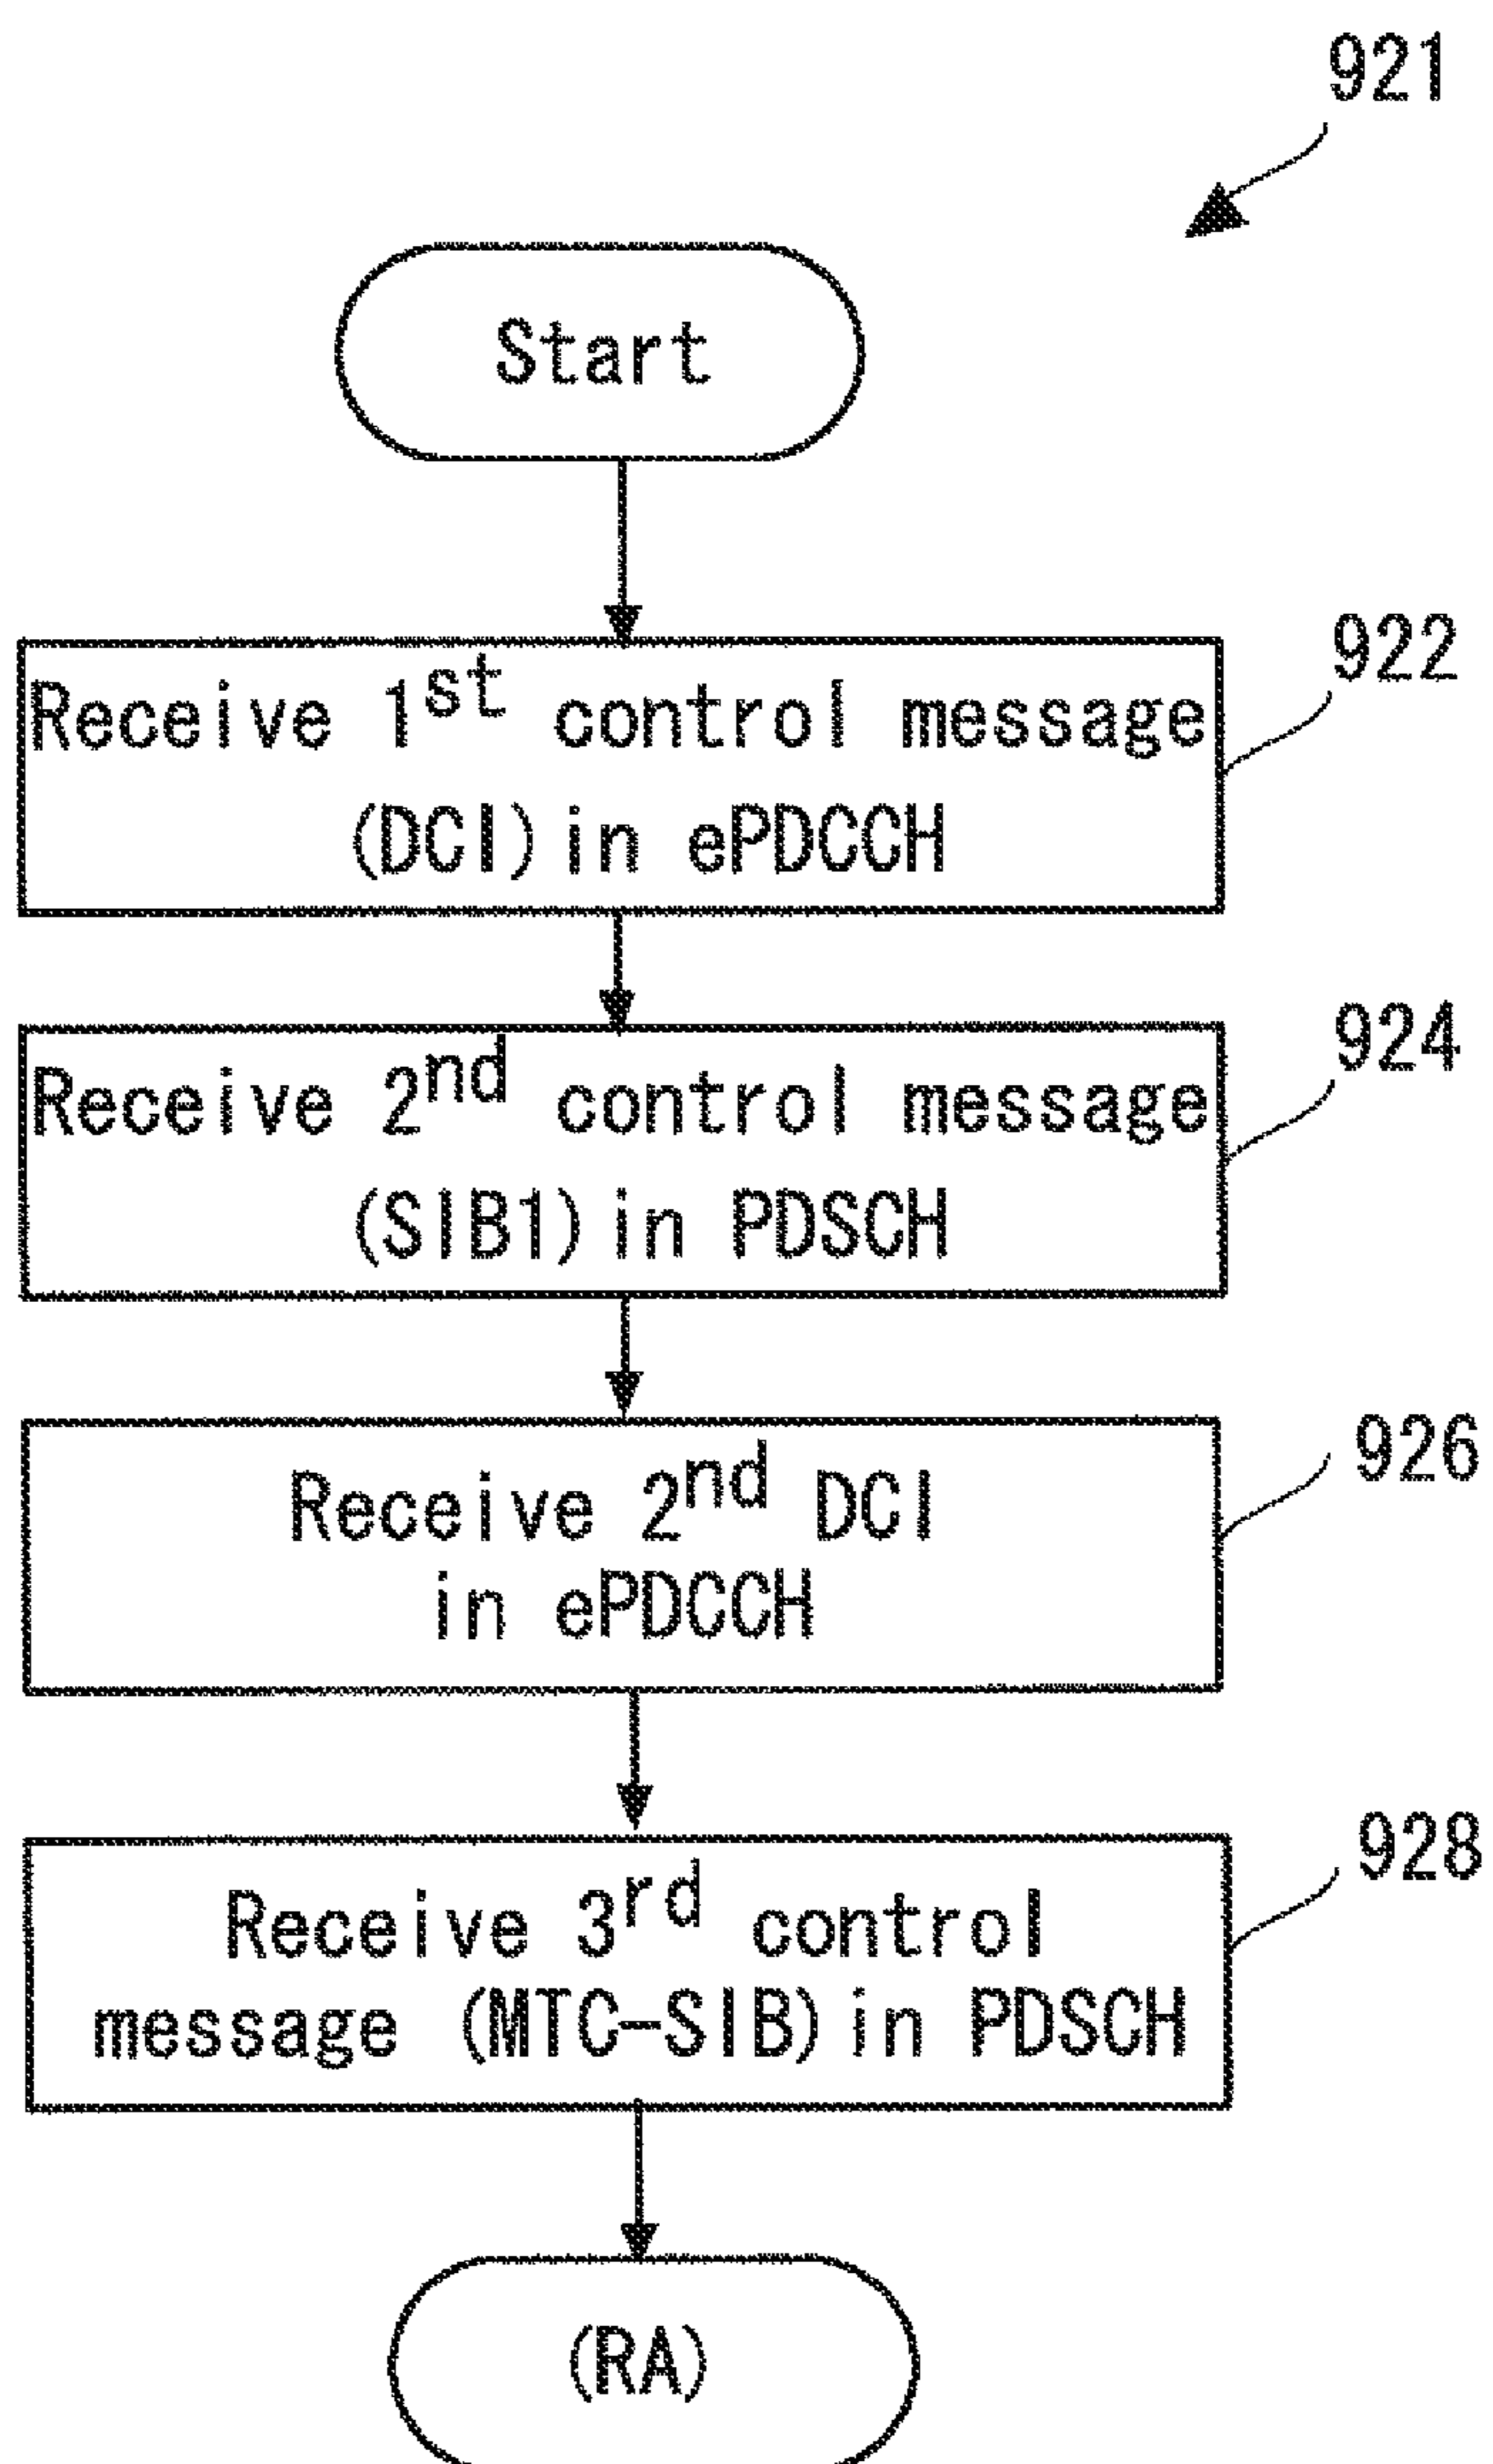 921
Start
922
Receive 1st control message
(DCI) in ePDCCH
924
Receive 2nd control message
(SIB1) in PDSCH
926
Receive 2nd DCI
in ePDCCH
928
Receive 3rd control
message (MTC-SIB) in PDSCH
(RA)